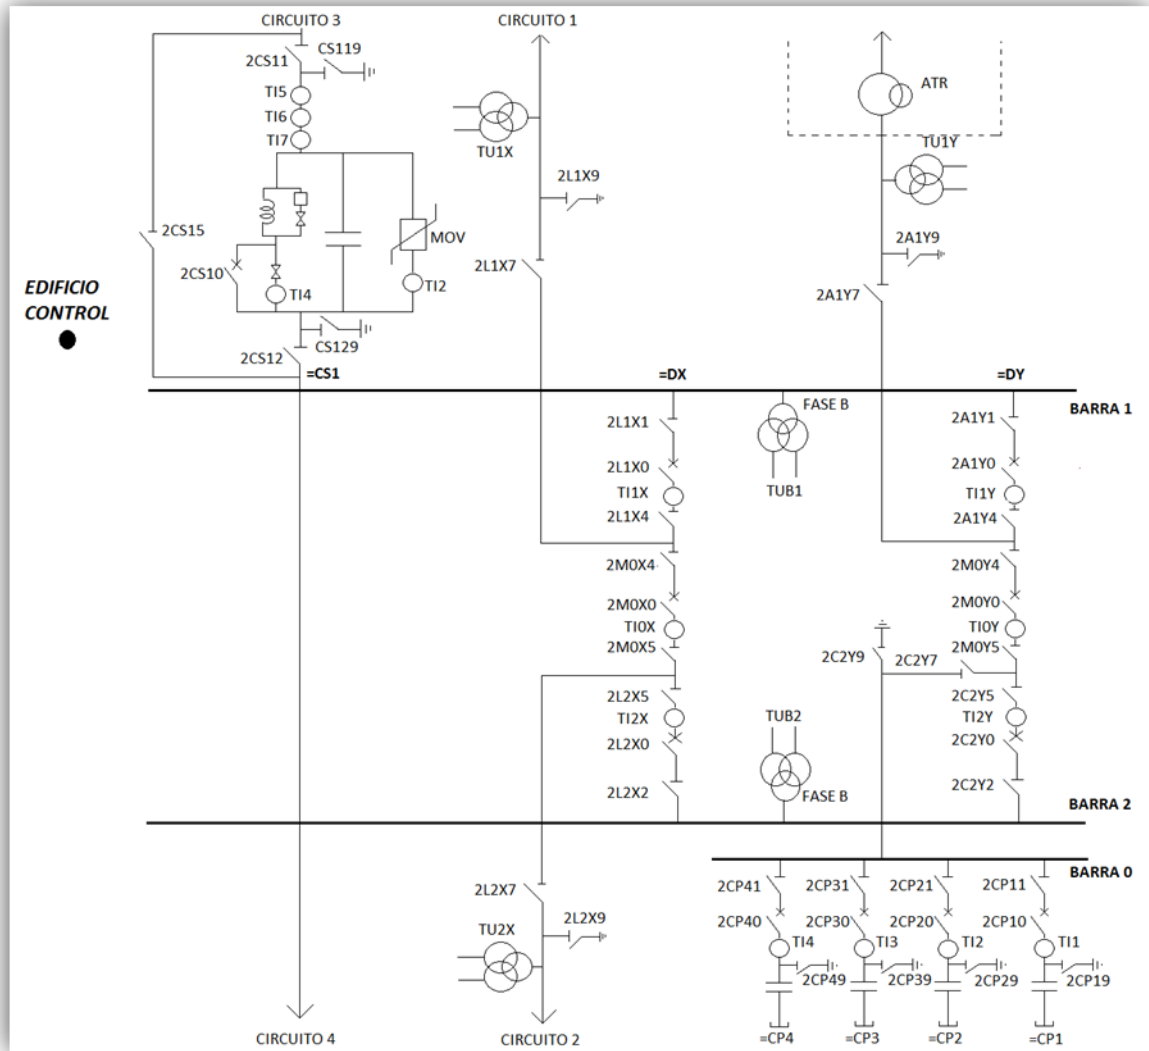 CIRCUITO 3
CIRCUITO 1
2CS11
CS119
ATR
TI5
TI6
TI7
TU1X
TU1Y
2L1X9
2CS15
MOV
2A1Y9
2CS10
2L1X7
TI4
TI2
2A1Y7
EDIFICIO
CONTROL
CS129
2CS12
=CS1
=DX
=DY
BARRA 1
FASE B
2L1X1
2A1Y1
2L1X0
2A1Y0
TUB1
TI1X
TI1Y
2L1X4
2A1Y4
2M0X4
2M0Y4
2M0X0
2M0Y0
TI0X
TI0Y
2M0X5
2C2Y9
2C2Y7
2M0Y5
2L2X5
2C2Y5
TI2X
TUB2
TI2Y
2L2X0
2C2Y0
2L2X2
FASE B
2C2Y2
BARRA 2
BARRA 0
2L2X7
2CP41
2CP31
2CP21
2CP11
2L2X9
2CP40
2CP30
2CP20
2CP10
TU2X
TI4
TI3
TI2
TI1
2CP49
2CP39
2CP29
2CP19
CIRCUITO 4
CIRCUITO 2
=CP4
=CP3
=CP2
=CP1